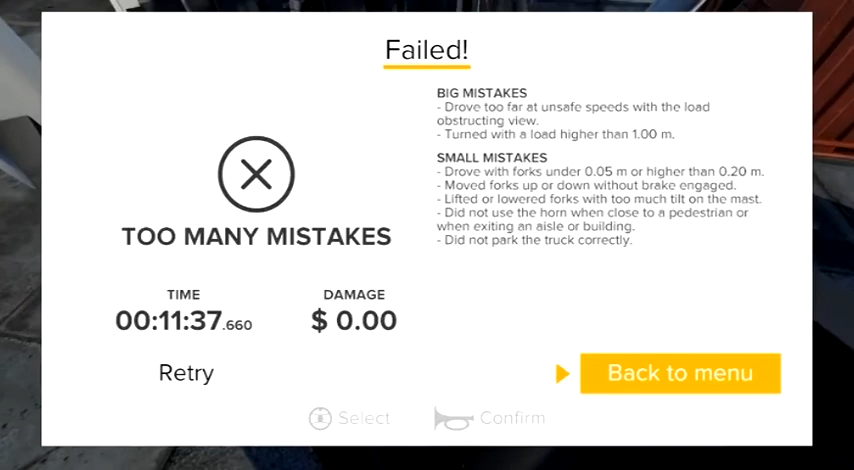 Failed!
BIG MISTAKES
- Drove too far at unsafe speeds with the load
obstructing view.
- Turned with a load higher than 1.00 m.
SMALL MISTAKES
- Drove with forks under 0.05 m or higher than 0.20 m.
- Moved forks up or down without brake engaged.
- Lifted or lowered forks with too much tilt on the mast.
- Did not use the horn when close to a pedestrian or
when exiting an aisle or building.
- Did not park the truck correctly.
TOO MANY MISTAKES
TIME
00:11:37.660
DAMAGE
$ 0.00
Retry
Back to menu
Select
Confirm